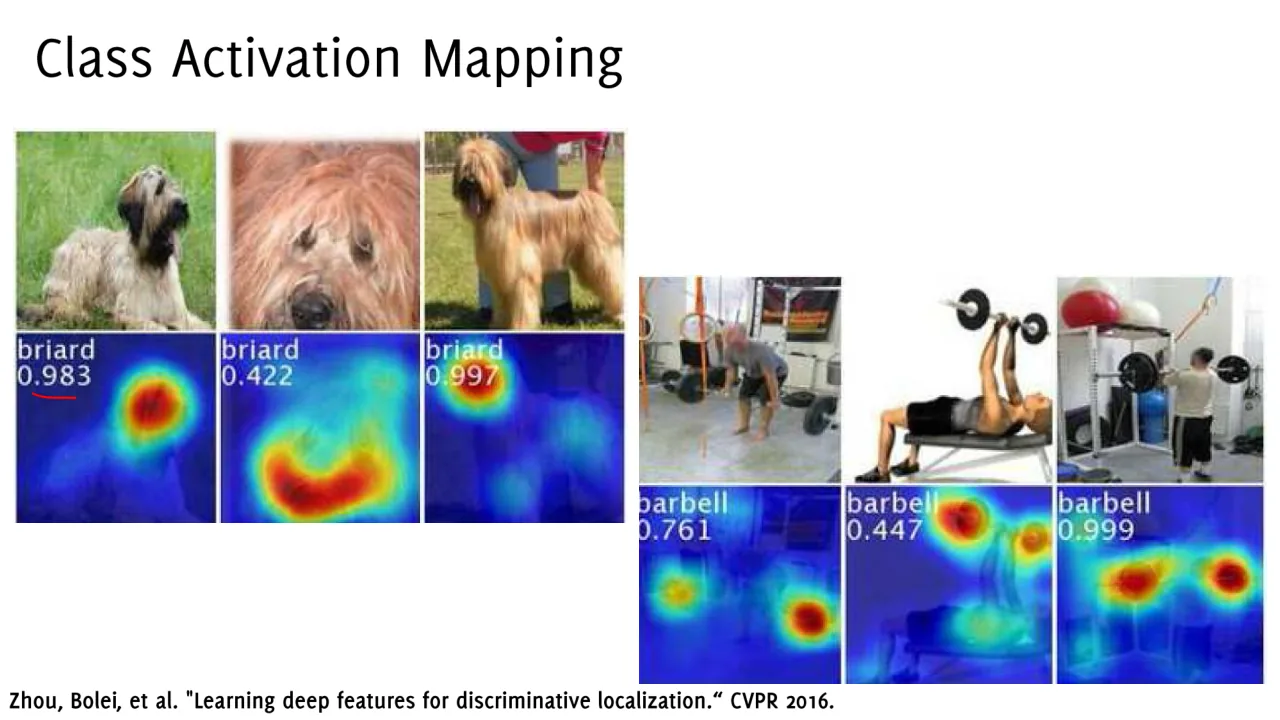 Class Activation Mapping
briard
0.983
briard
0.422
briard
0.997
barbell
0.761
barbell
0.447
barbell
0.999
Zhou, Bolei, et al. "Learning deep features for discriminative localization.“ CVPR 2016.